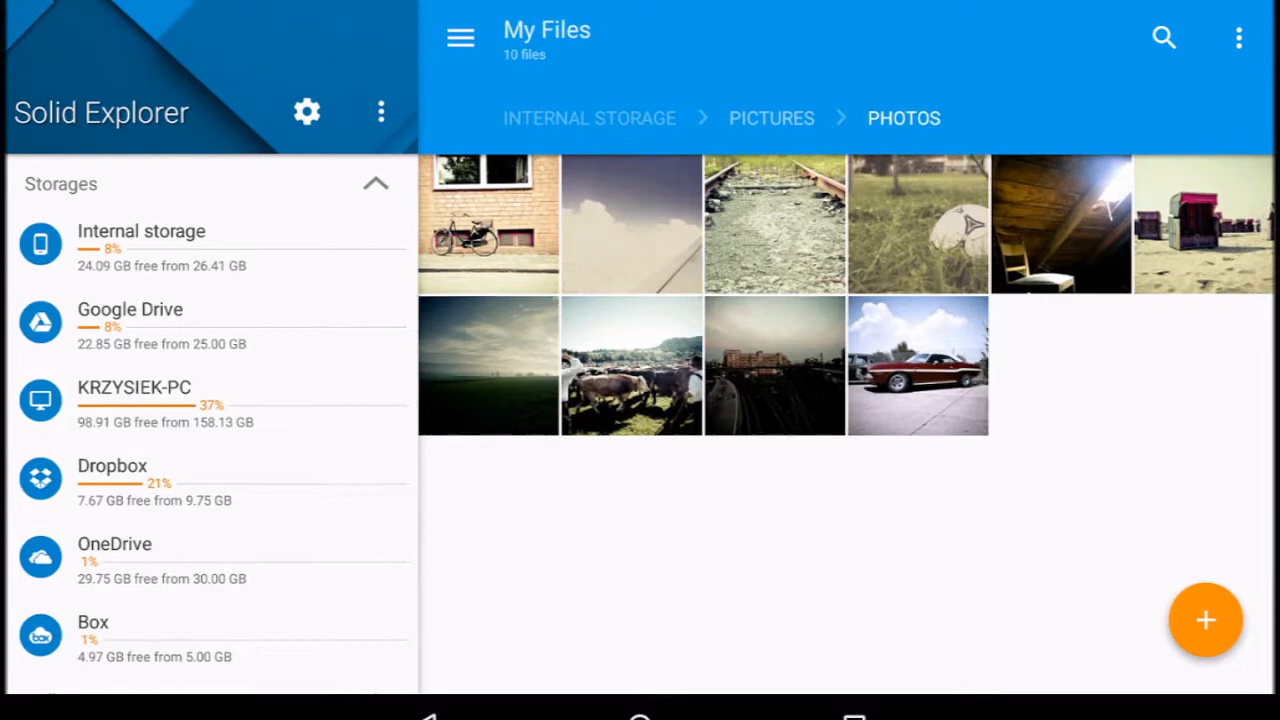 Solid Explorer
Storages
Internal storage
8%
24.09 GB free from 26.41 GB
Google Drive
8%
22.85 GB free from 25.00 GB
KRZYSIEK-PC
37%
98.91 GB free from 158.13 GB
Dropbox
21%
7.67 GB free from 9.75 GB
OneDrive
1%
29.75 GB free from 30.00 GB
Box
box
1%
4.97 GB free from 5.00 GB
My Files
10 files
INTERNAL STORAGE > PICTURES > PHOTOS